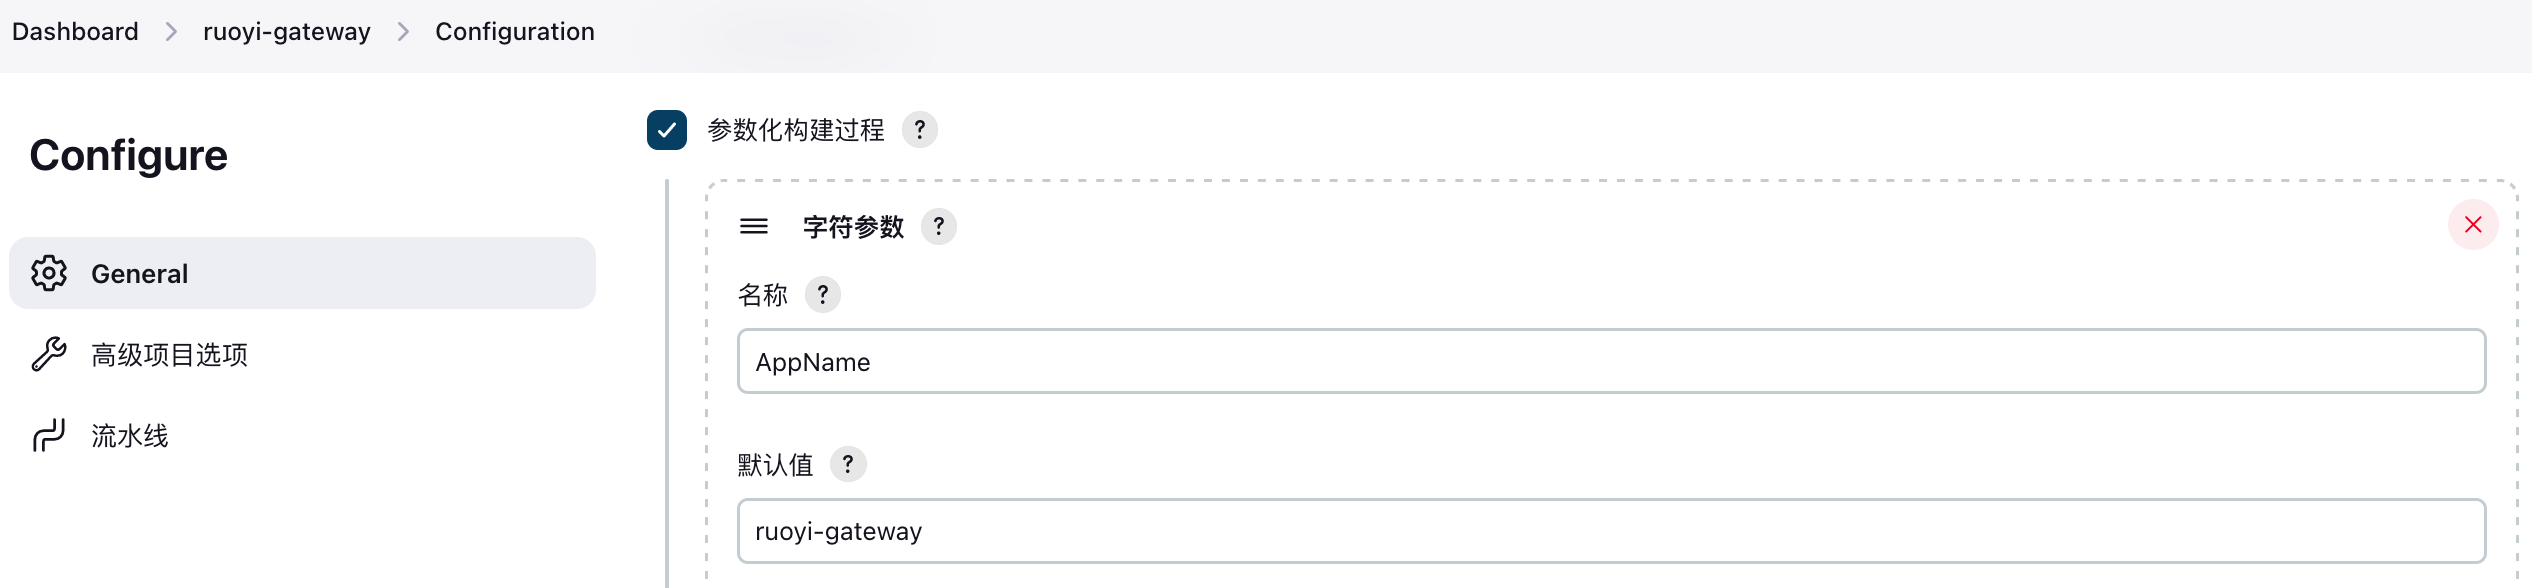 Dashboard > ruoyi-gateway > Configuration
Configure
General
高级项目选项
流水线
参数化构建过程 ?
字符参数 ?
名称 ?
AppName
默认值 ?
ruoyi-gateway